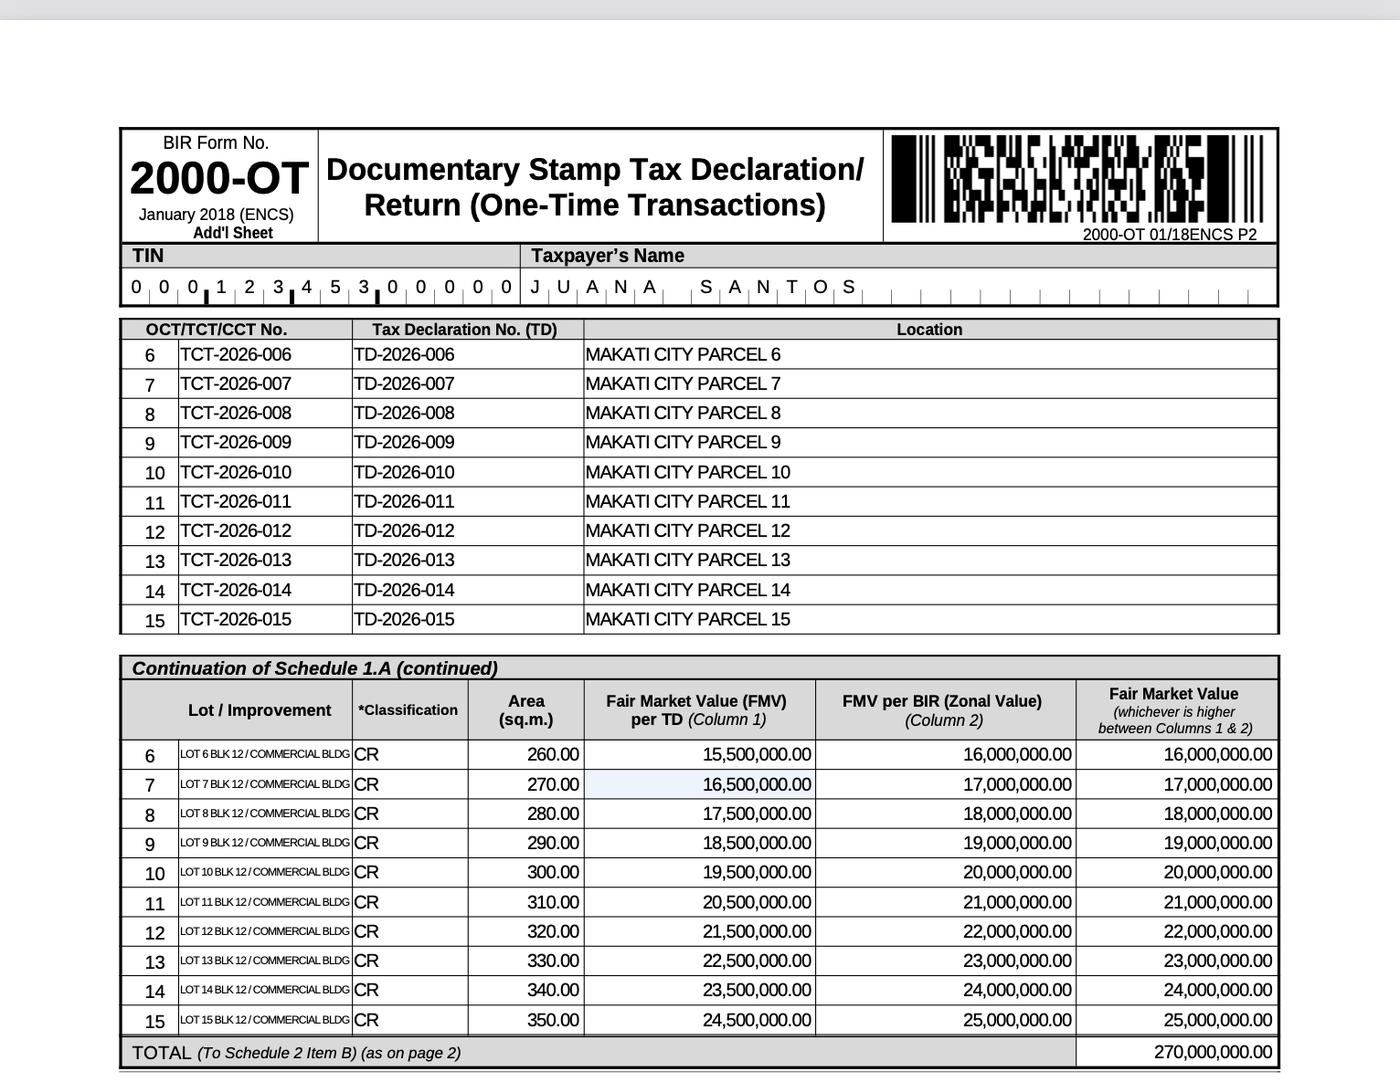 BIR Form No.
2000-OT
January 2018 (ENCS)
Add'l Sheet
Documentary Stamp Tax Declaration/
Return (One-Time Transactions)
2000-OT 01/18ENCS P2
TIN Taxpayer's Name
0 0 0 1 2 3 4 5 3 0 0 0 0 0 J U A N A S A N T O S
OCT/TCT/CCT No. Tax Declaration No. (TD) Location
6 TCT-2026-006 TD-2026-006 MAKATI CITY PARCEL 6
7 TCT-2026-007 TD-2026-007 MAKATI CITY PARCEL 7
8 TCT-2026-008 TD-2026-008 MAKATI CITY PARCEL 8
9 TCT-2026-009 TD-2026-009 MAKATI CITY PARCEL 9
10 TCT-2026-010 TD-2026-010 MAKATI CITY PARCEL 10
11 TCT-2026-011 TD-2026-011 MAKATI CITY PARCEL 11
12 TCT-2026-012 TD-2026-012 MAKATI CITY PARCEL 12
13 TCT-2026-013 TD-2026-013 MAKATI CITY PARCEL 13
14 TCT-2026-014 TD-2026-014 MAKATI CITY PARCEL 14
15 TCT-2026-015 TD-2026-015 MAKATI CITY PARCEL 15
Continuation of Schedule 1.A (continued)
Lot / Improvement
*Classification
Area
(sq.m.)
Fair Market Value (FMV)
per TD (Column 1)
FMV per BIR (Zonal Value)
(Column 2)
Fair Market Value
(whichever is higher
between Columns 1 & 2)
6 LOT 6 BLK 12 / COMMERCIAL BLDG CR 260.00 15,500,000.00 16,000,000.00 16,000,000.00
7 LOT 7 BLK 12 / COMMERCIAL BLDG CR 270.00 16,500,000.00 17,000,000.00 17,000,000.00
8 LOT 8 BLK 12 / COMMERCIAL BLDG CR 280.00 17,500,000.00 18,000,000.00 18,000,000.00
9 LOT 9 BLK 12 / COMMERCIAL BLDG CR 290.00 18,500,000.00 19,000,000.00 19,000,000.00
10 LOT 10 BLK 12 / COMMERCIAL BLDG CR 300.00 19,500,000.00 20,000,000.00 20,000,000.00
11 LOT 11 BLK 12 / COMMERCIAL BLDG CR 310.00 20,500,000.00 21,000,000.00 21,000,000.00
12 LOT 12 BLK 12 / COMMERCIAL BLDG CR 320.00 21,500,000.00 22,000,000.00 22,000,000.00
13 LOT 13 BLK 12 / COMMERCIAL BLDG CR 330.00 22,500,000.00 23,000,000.00 23,000,000.00
14 LOT 14 BLK 12 / COMMERCIAL BLDG CR 340.00 23,500,000.00 24,000,000.00 24,000,000.00
15 LOT 15 BLK 12 / COMMERCIAL BLDG CR 350.00 24,500,000.00 25,000,000.00 25,000,000.00
TOTAL (To Schedule 2 Item B) (as on page 2) 270,000,000.00